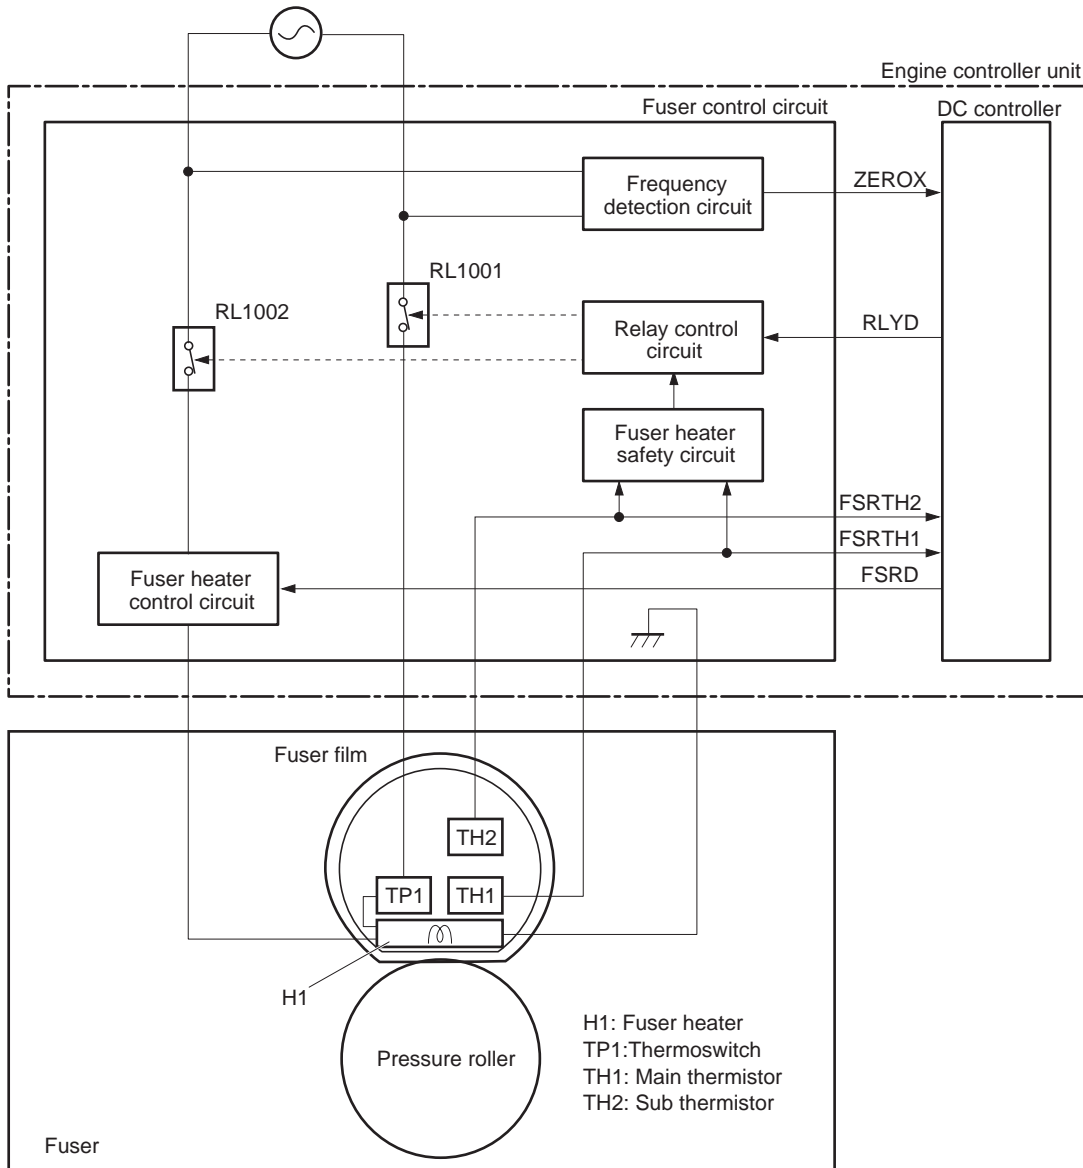 Engine controller unit
Fuser control circuit
DC controller
Frequency
detection circuit
ZEROX
RL1001
RL1002
Relay control
circuit
RLYD
Fuser heater
safety circuit
FSRTH2
FSRTH1
Fuser heater
control circuit
FSRD
Fuser film
TH2
TP1
TH1
H1
Pressure roller
H1: Fuser heater
TP1:Thermoswitch
TH1: Main thermistor
TH2: Sub thermistor
Fuser